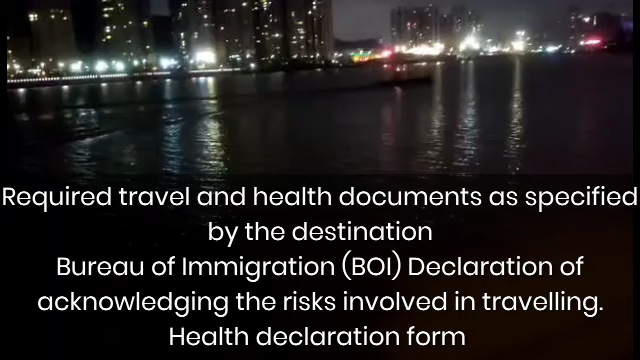 Required travel and health documents as specified
by the destination
Bureau of Immigration (BOI) Declaration of
acknowledging the risks involved in travelling.
Health declaration form